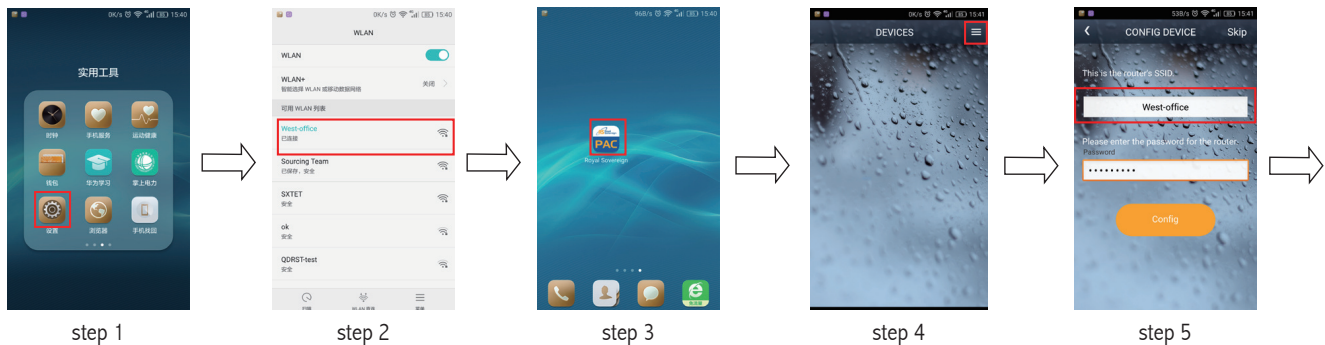 0K/s 15:40
实用工具
时钟
手机服务
运动健康
钱包
华为学习
掌上电力
设置
浏览器
手机找回
step 1
0K/s 15:40
WLAN
WLAN
WLAN+
智能选择 WLAN 或移动数据网络
关闭
可用 WLAN 列表
West-office
已连接
Sourcing Team
已保存，安全
SXTET
安全
ok
安全
QDRST-test
安全
step 2
96B/s 15:40
PAC
Royal Sovereign
step 3
0K/s 15:41
DEVICES
step 4
53B/s 15:41
CONFIG DEVICE
Skip
This is the router's SSID.
West-office
Please enter the password for the router.
Password
•••••••••
Config
step 5